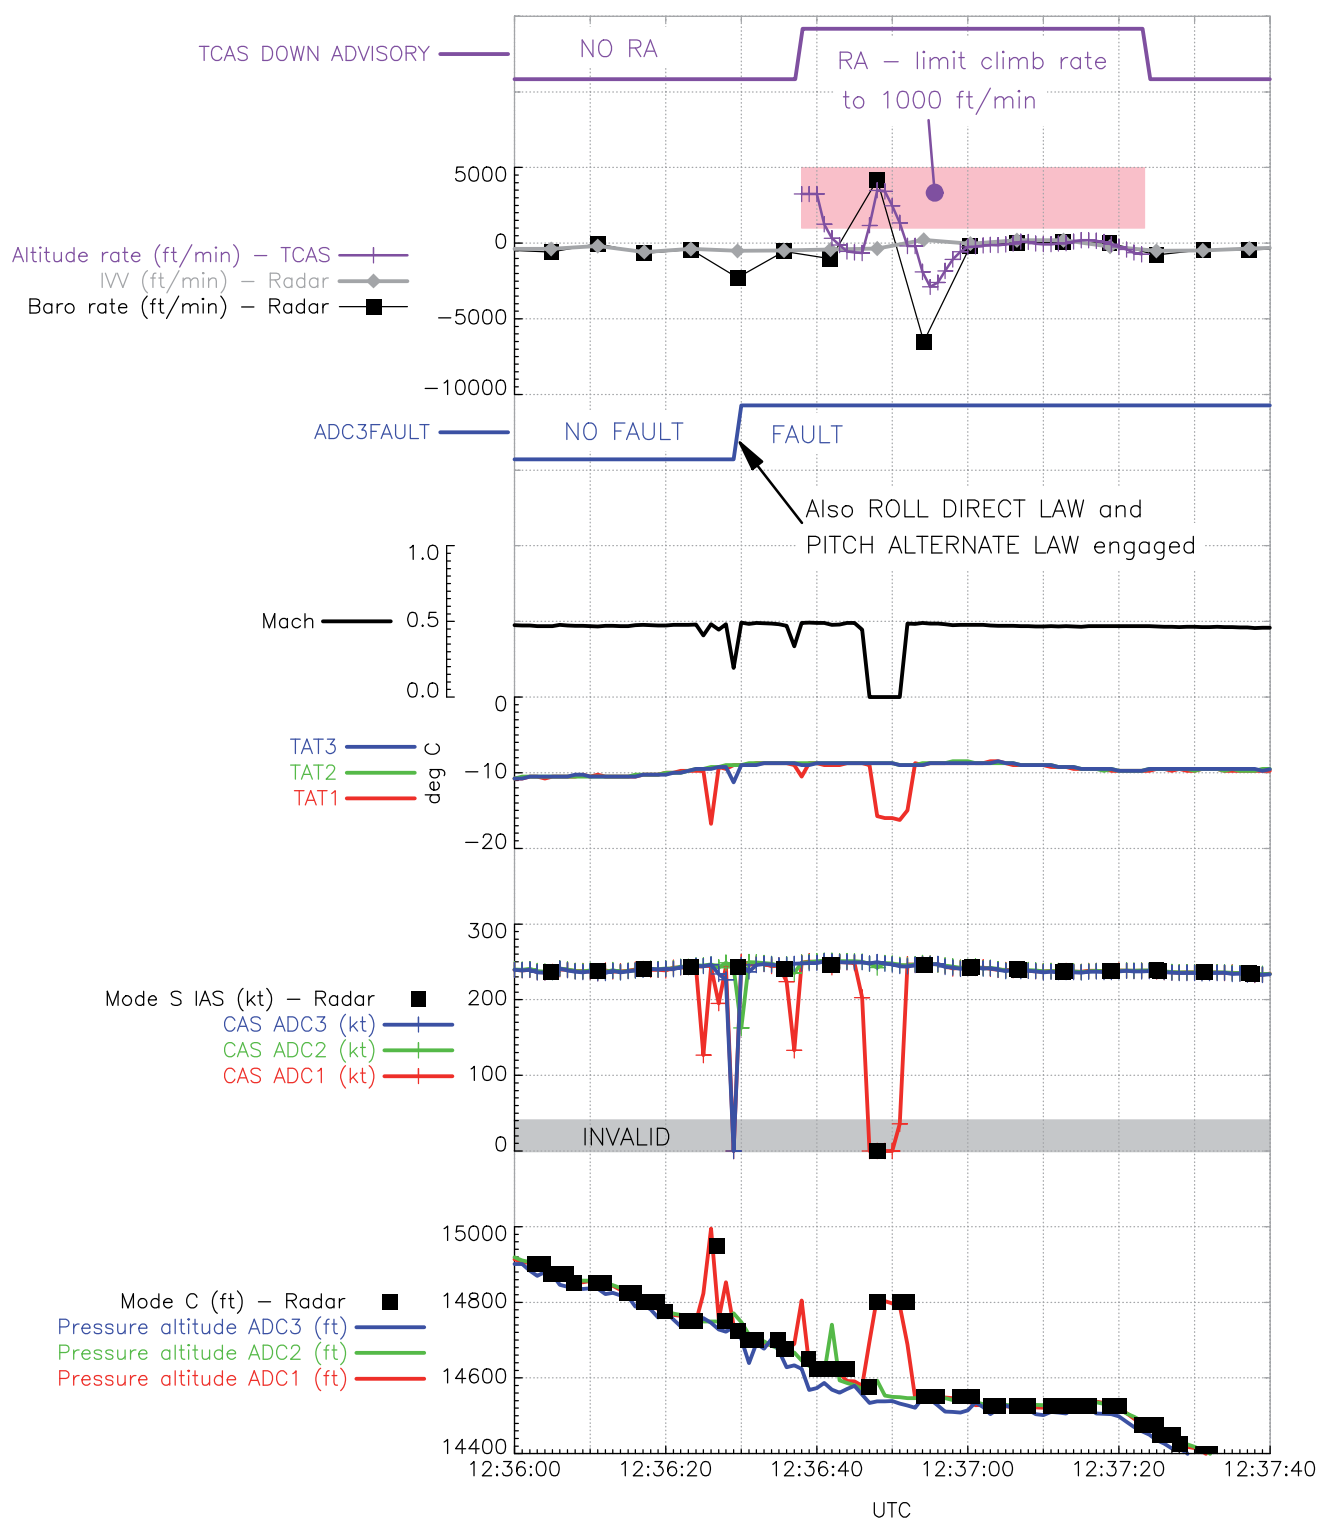 TCAS DOWN ADVISORY
NO RA
RA – limit climb rate
to 1000 ft/min
5000
0
−5000
−10000
Altitude rate (ft/min) – TCAS
IVV (ft/min) – Radar
Baro rate (ft/min) – Radar
ADC3FAULT
NO FAULT
FAULT
Also ROLL DIRECT LAW and
PITCH ALTERNATE LAW engaged
1.0
Mach
0.5
0.0
0
TAT3
TAT2
TAT1
deg C
−10
−20
300
200
100
0
Mode S IAS (kt) – Radar
CAS ADC3 (kt)
CAS ADC2 (kt)
CAS ADC1 (kt)
INVALID
15000
14800
14600
14400
Mode C (ft) – Radar
Pressure altitude ADC3 (ft)
Pressure altitude ADC2 (ft)
Pressure altitude ADC1 (ft)
12:36:00 12:36:20 12:36:40 12:37:00 12:37:20 12:37:40
UTC